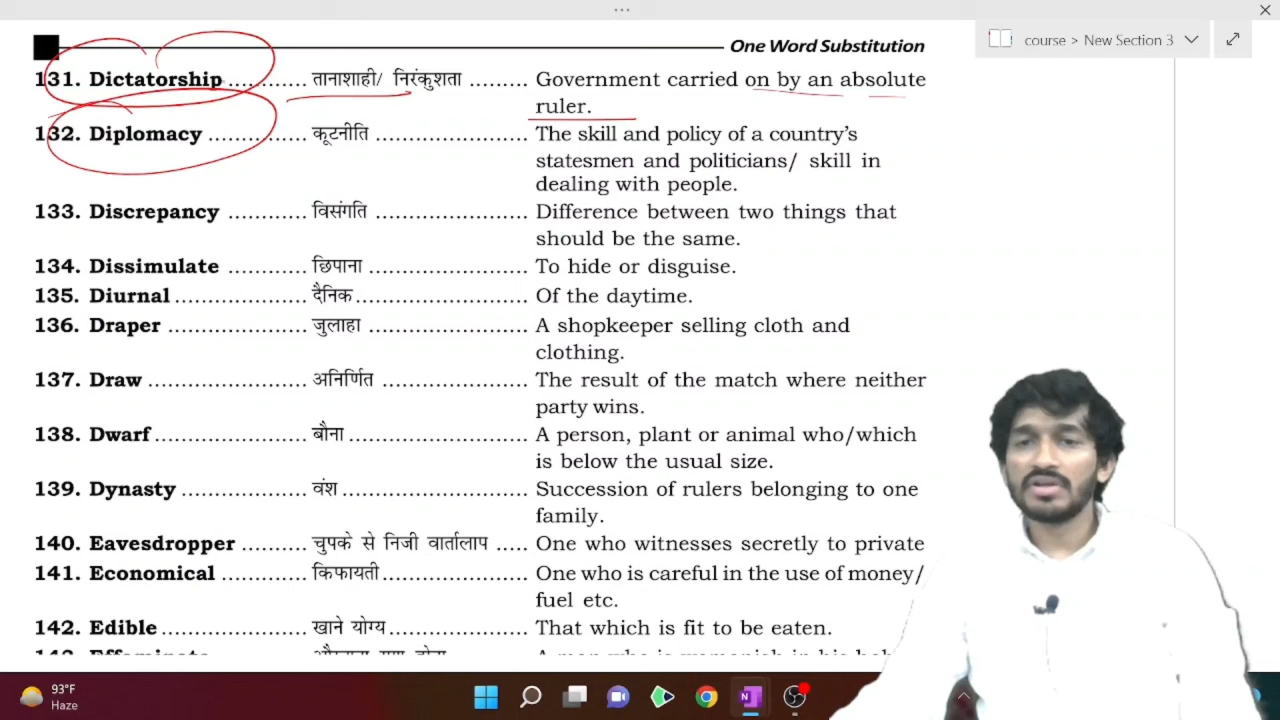 One Word Substitution
course > New Section 3
131. Dictatorship ............ तानाशाही/ निरंकुशता ......... Government carried on by an absolute
ruler.
132. Diplomacy ............ कूटनीति ....................... The skill and policy of a country's
statesmen and politicians/ skill in
dealing with people.
133. Discrepancy ............ विसंगति ....................... Difference between two things that
should be the same.
134. Dissimulate ............ छिपाना ........................ To hide or disguise.
135. Diurnal ................ दैनिक .......................... Of the daytime.
136. Draper ................. जुलाहा ......................... A shopkeeper selling cloth and
clothing.
137. Draw ................... अनिर्णित ...................... The result of the match where neither
party wins.
138. Dwarf .................. बौना ........................... A person, plant or animal who/which
is below the usual size.
139. Dynasty ................ वंश ............................ Succession of rulers belonging to one
family.
140. Eavesdropper .......... चुपके से निजी वार्तालाप ..... One who witnesses secretly to private
141. Economical ............. किफायती ...................... One who is careful in the use of money/
fuel etc.
142. Edible ................. खाने योग्य ..................... That which is fit to be eaten.
93°F
Haze